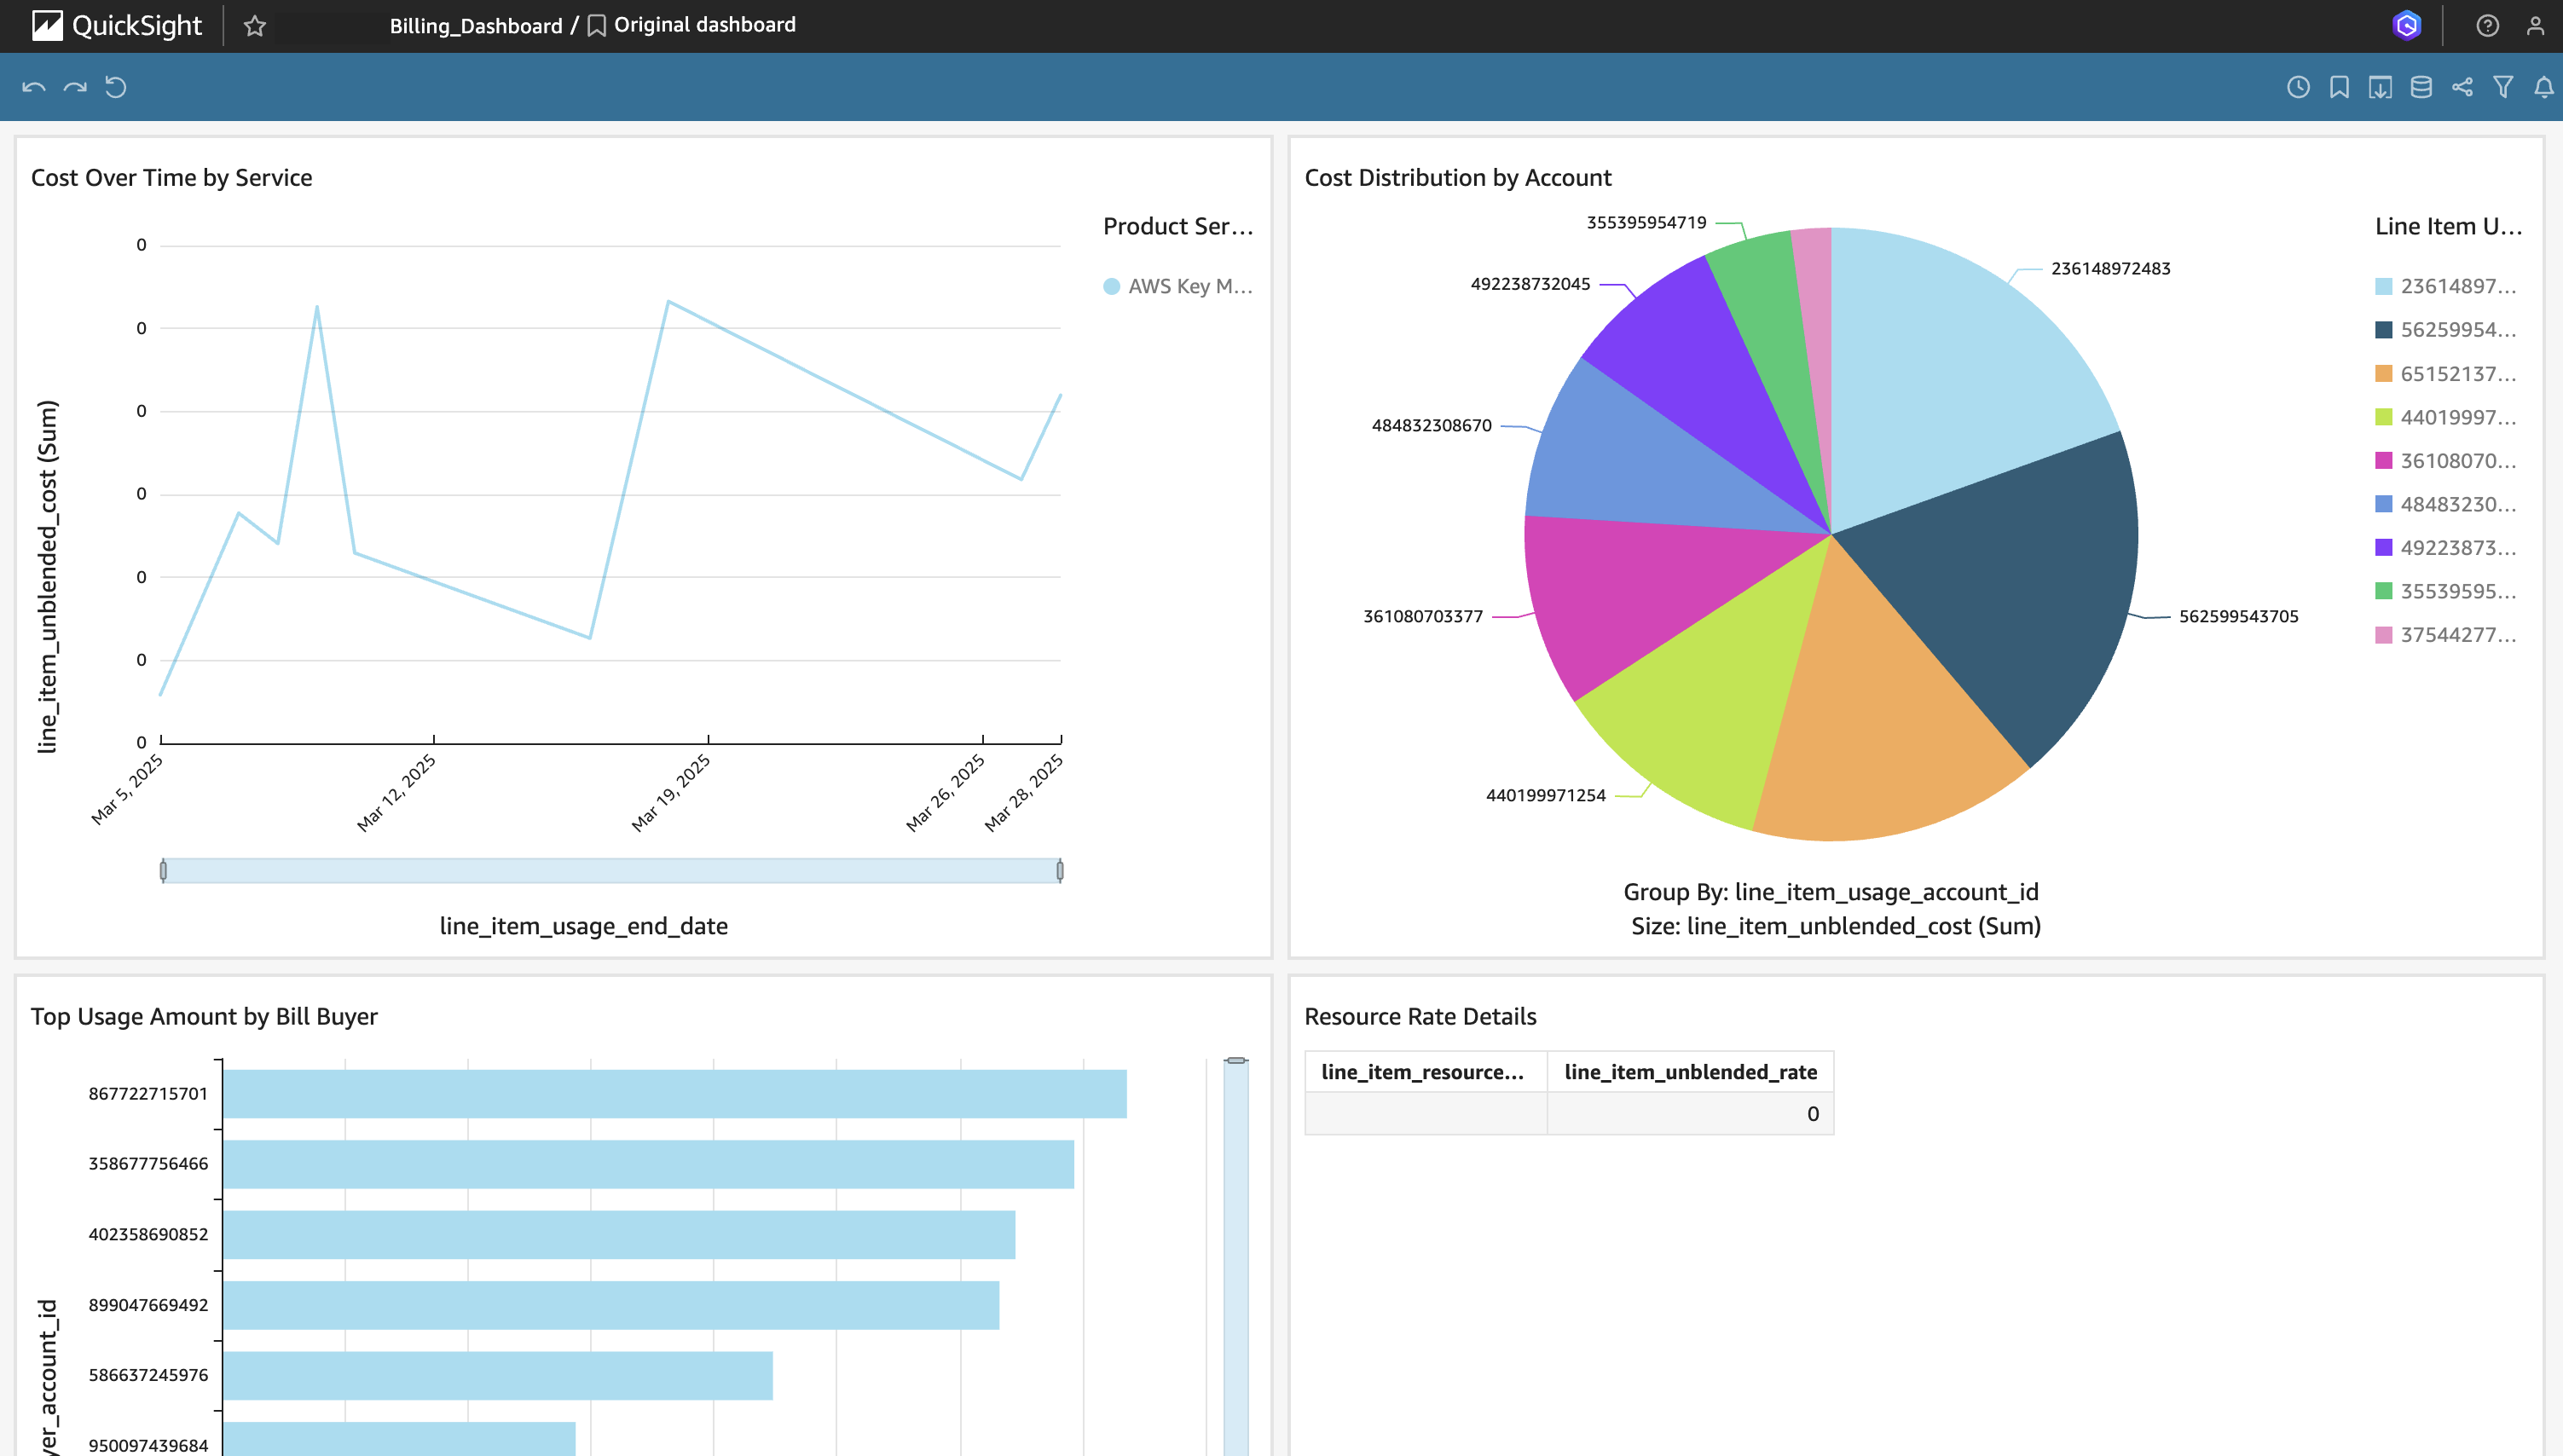 QuickSight
Billing_Dashboard / Original dashboard
Cost Over Time by Service
Product Ser...
AWS Key M...
line_item_unblended_cost (Sum)
0
0
0
0
0
0
0
Mar 5, 2025
Mar 12, 2025
Mar 19, 2025
Mar 26, 2025
Mar 28, 2025
line_item_usage_end_date
Cost Distribution by Account
355395954719
492238732045
484832308670
361080703377
440199971254
236148972483
562599543705
Line Item U...
23614897...
56259954...
65152137...
44019997...
36108070...
48483230...
49223873...
35539595...
37544277...
Group By: line_item_usage_account_id
Size: line_item_unblended_cost (Sum)
Top Usage Amount by Bill Buyer
yer_account_id
867722715701
358677756466
402358690852
899047669492
586637245976
950097439684
Resource Rate Details
line_item_resource...
line_item_unblended_rate
0